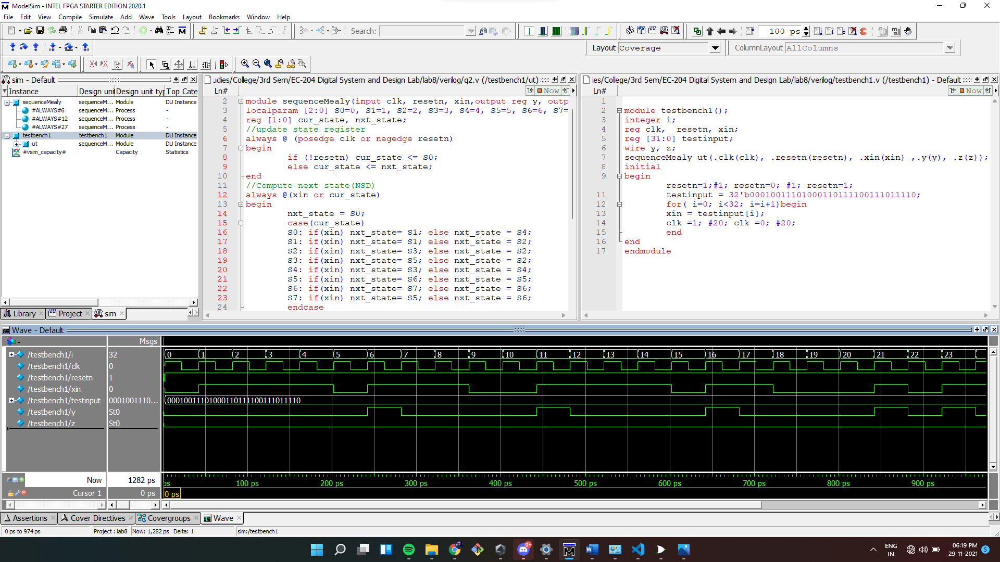 ModelSim - INTEL FPGA STARTER EDITION 2020.1
File Edit View Compile Simulate Add Wave Tools Layout Bookmarks Window Help
Search:
100 ps
Layout Coverage
ColumnLayout AllColumns
sim - Default
Instance Design unit Design unit typ Top Cate
sequenceMealy sequenceM... Module DU Instance
#ALWAYS#6 sequenceM... Process -
#ALWAYS#12 sequenceM... Process -
#ALWAYS#27 sequenceM... Process -
testbench1 testbench1 Module DU Instance
ut sequenceM... Module DU Instance
#vsim_capacity# Capacity Statistics
Library Project sim
udies/College/3rd Sem/EC-204 Digital System and Design Lab/lab8/verilog/q2.v (/testbench1/ut)
Ln# Now
2 module sequenceMealy(input clk, resetn, xin,output reg y, outp
3 localparam [2:0] S0=0, S1=1, S2=2, S3=3, S4=4, S5=5, S6=6, S7=
4 reg [1:0] cur_state, nxt_state;
5 //update state register
6 always @ (posedge clk or negedge resetn)
7 begin
8 if (!resetn) cur_state <= S0;
9 else cur_state <= nxt_state;
10 end
11 //Compute next state(NSD)
12 always @(xin or cur_state)
13 begin
14 nxt_state = S0;
15 case(cur_state)
16 S0: if(xin) nxt_state= S1; else nxt_state = S4;
17 S1: if(xin) nxt_state= S1; else nxt_state = S2;
18 S2: if(xin) nxt_state= S3; else nxt_state = S2;
19 S3: if(xin) nxt_state= S5; else nxt_state = S2;
20 S4: if(xin) nxt_state= S3; else nxt_state = S4;
21 S5: if(xin) nxt_state= S6; else nxt_state = S5;
22 S6: if(xin) nxt_state= S7; else nxt_state = S6;
23 S7: if(xin) nxt_state= S5; else nxt_state = S6;
24 endcase
ies/College/3rd Sem/EC-204 Digital System and Design Lab/lab8/verilog/testbench1.v (/testbench1) - Default
Ln# Now
1
2 module testbench1();
3 integer i;
4 reg clk, resetn, xin;
5 reg [31:0] testinput;
6 wire y, z;
7 sequenceMealy ut(.clk(clk), .resetn(resetn), .xin(xin) ,.y(y), .z(z));
8 initial
9 begin
resetn=1;#1; resetn=0; #1; resetn=1;
11 testinput = 32'b00010011101000110111100111011110;
12 for( i=0; i<32; i=i+1)begin
13 xin = testinput[i];
14 clk =1; #20; clk =0; #20;
15 end
16 end
17 endmodule
Wave - Default
Msgs
/testbench1/i 32 0 1 2 3 4 5 6 7 8 9 10 11 12 13 14 15 16 17 18 19 20 21 22 23
/testbench1/clk 0
/testbench1/resetn 1
/testbench1/xin 0
/testbench1/testinput 0001001110... 00010011101000110111100111011110
/testbench1/y St0
/testbench1/z St0
Now 1282 ps ps 100 ps 200 ps 300 ps 400 ps 500 ps 600 ps 700 ps 800 ps 900 ps
Cursor 1 0 ps 0 ps
Assertions Cover Directives Covergroups Wave
0 ps to 974 ps Project : lab8 Now: 1,282 ps Delta: 1 sim:/testbench1
9+
ENG
IN
06:19 PM
29-11-2021
5